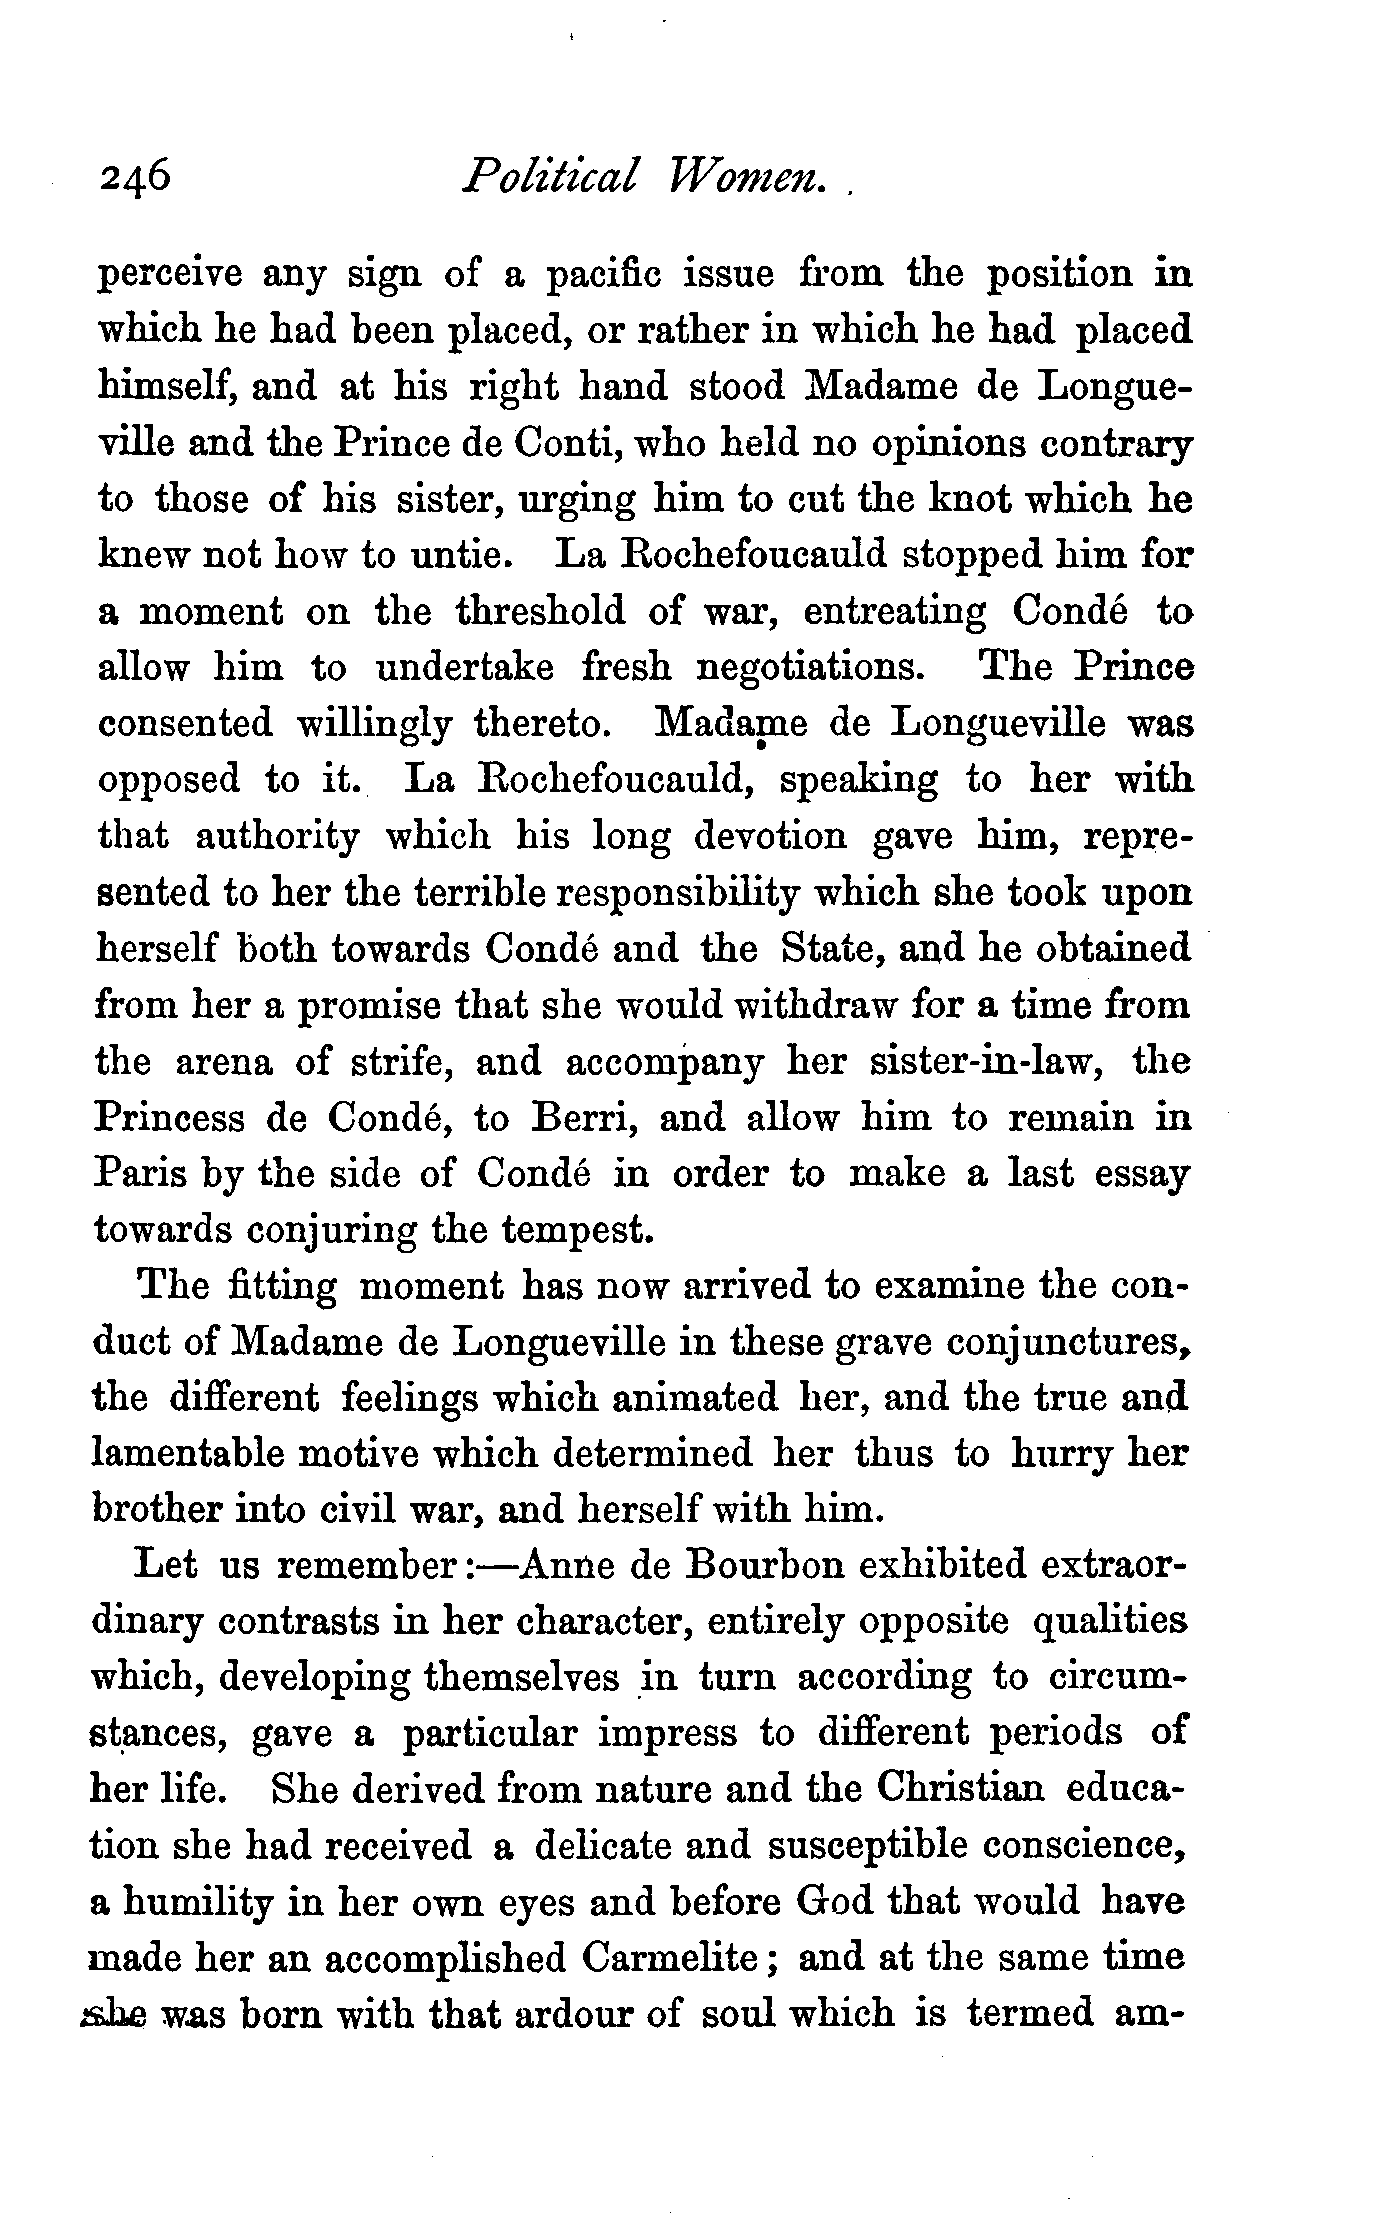 246 Political Women.
perceive any sign of a pacific issue from the position in
which he had been placed, or rather in which he had placed
himself, and at his right hand stood Madame de Longue-
ville and the Prince de Conti, who held no opinions contrary
to those of his sister, urging him to cut the knot which he
knew not how to untie. La Rochefoucauld stopped him for
a moment on the threshold of war, entreating Condé to
allow him to undertake fresh negotiations. The Prince
consented willingly thereto. Madame de Longueville was
opposed to it. La Rochefoucauld, speaking to her with
that authority which his long devotion gave him, repre-
sented to her the terrible responsibility which she took upon
herself both towards Condé and the State, and he obtained
from her a promise that she would withdraw for a time from
the arena of strife, and accompany her sister-in-law, the
Princess de Condé, to Berri, and allow him to remain in
Paris by the side of Condé in order to make a last essay
towards conjuring the tempest.
The fitting moment has now arrived to examine the con-
duct of Madame de Longueville in these grave conjunctures,
the different feelings which animated her, and the true and
lamentable motive which determined her thus to hurry her
brother into civil war, and herself with him.
Let us remember:—Anne de Bourbon exhibited extraor-
dinary contrasts in her character, entirely opposite qualities
which, developing themselves in turn according to circum-
stances, gave a particular impress to different periods of
her life. She derived from nature and the Christian educa-
tion she had received a delicate and susceptible conscience,
a humility in her own eyes and before God that would have
made her an accomplished Carmelite; and at the same time
she was born with that ardour of soul which is termed am-